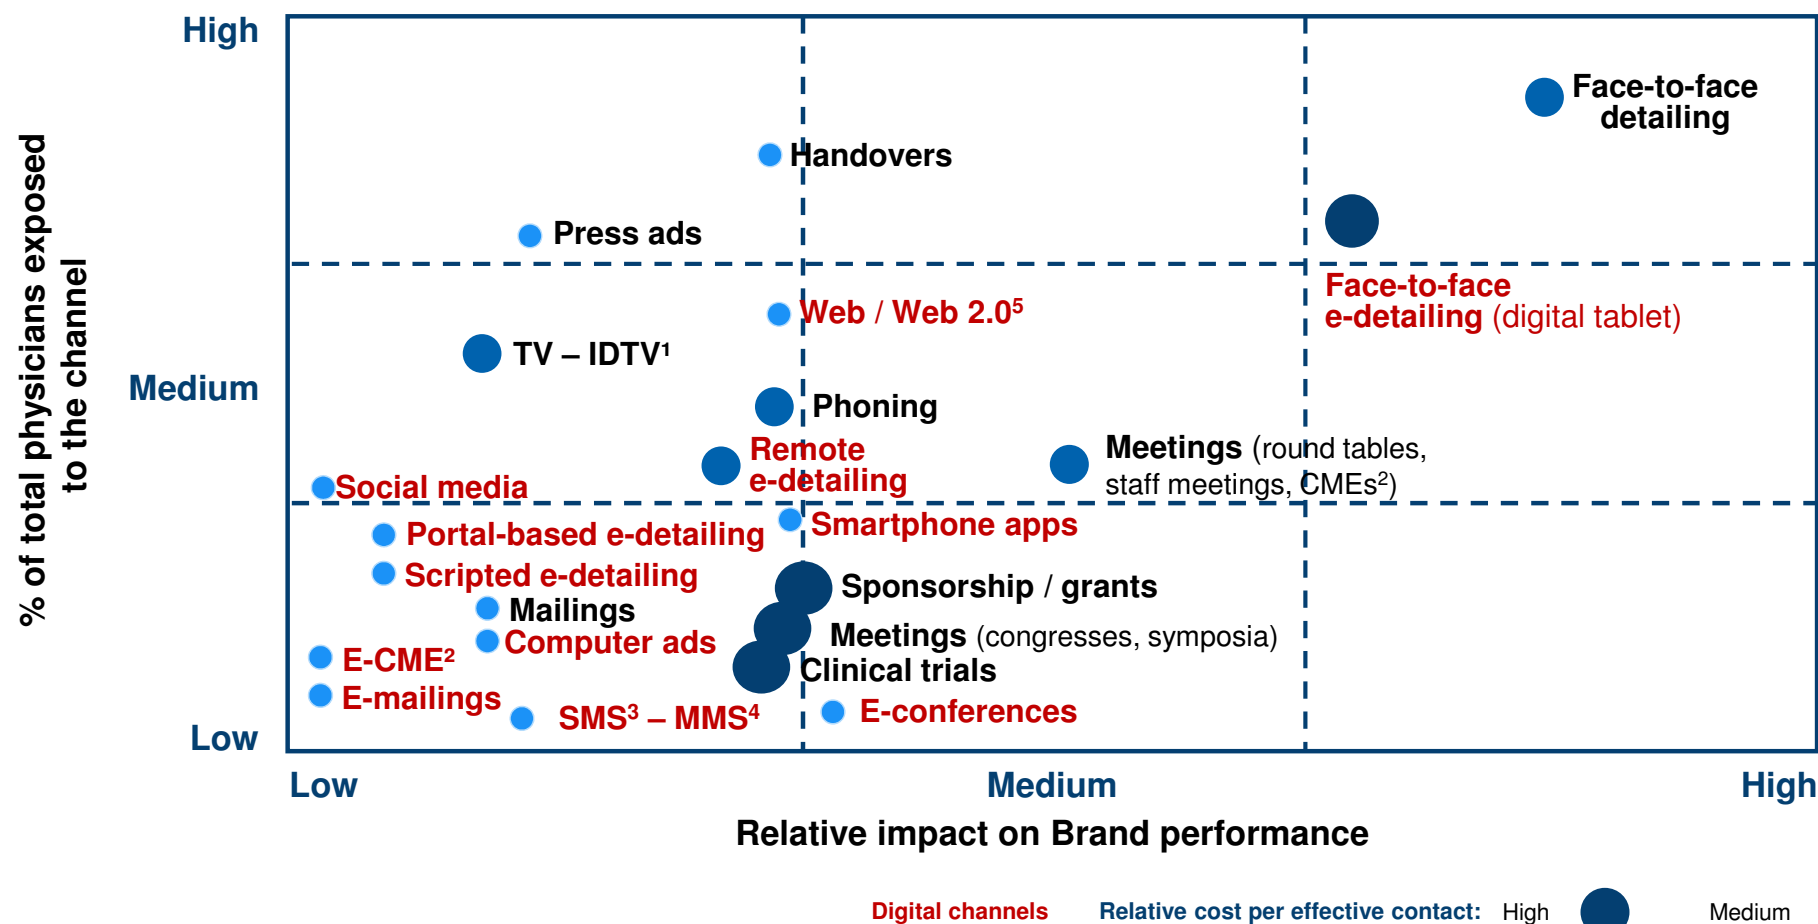 High
Face-to-face
detailing
Handovers
Press ads
Face-to-face
e-detailing (digital tablet)
Web / Web 2.0⁵
TV – IDTV¹
Medium
Phoning
Remote
e-detailing
Meetings (round tables,
staff meetings, CMEs²)
Social media
Smartphone apps
Portal-based e-detailing
Scripted e-detailing
Sponsorship / grants
Mailings
Meetings (congresses, symposia)
Computer ads
Clinical trials
E-CME²
E-mailings
SMS³ – MMS⁴
E-conferences
Low
% of total physicians exposed
to the channel
Low
Medium
High
Relative impact on Brand performance
Digital channels
Relative cost per effective contact: High Medium